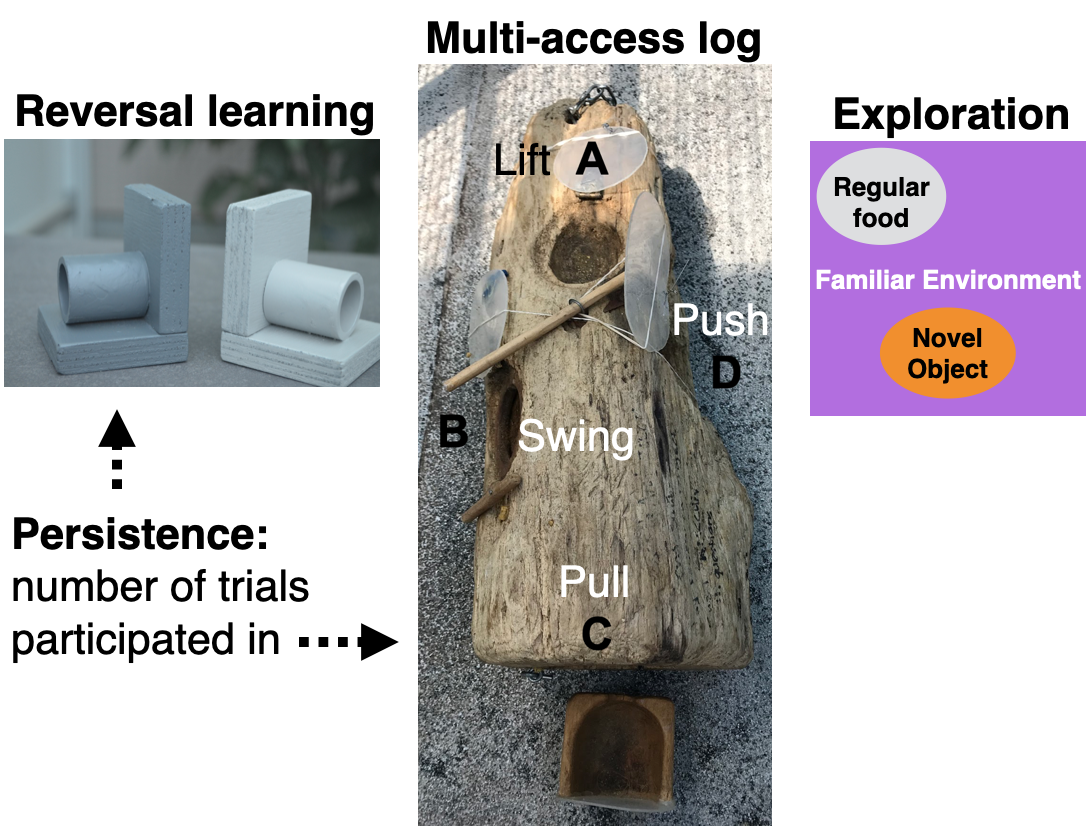 Multi-access log
Reversal learning
Exploration
Lift A
Regular
food
Familiar Environment
Push
D
Novel
Object
B Swing
Persistence:
number of trials
participated in
Pull
C